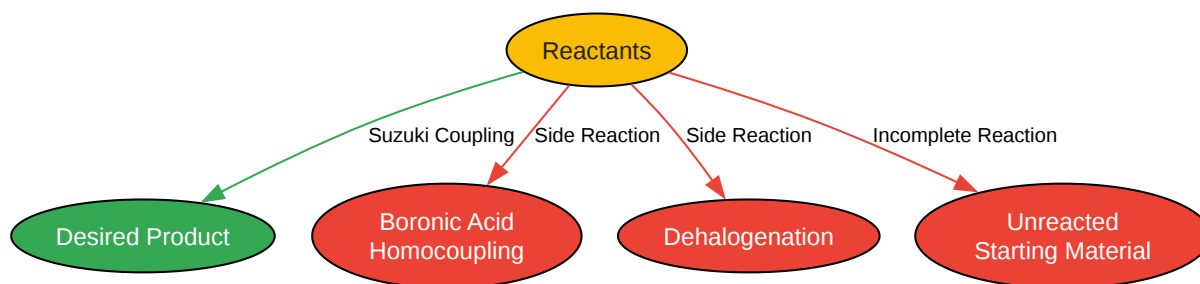 Reactants
Suzuki Coupling
Side Reaction
Side Reaction
Incomplete Reaction
Desired Product
Boronic Acid
Homocoupling
Dehalogenation
Unreacted
Starting Material